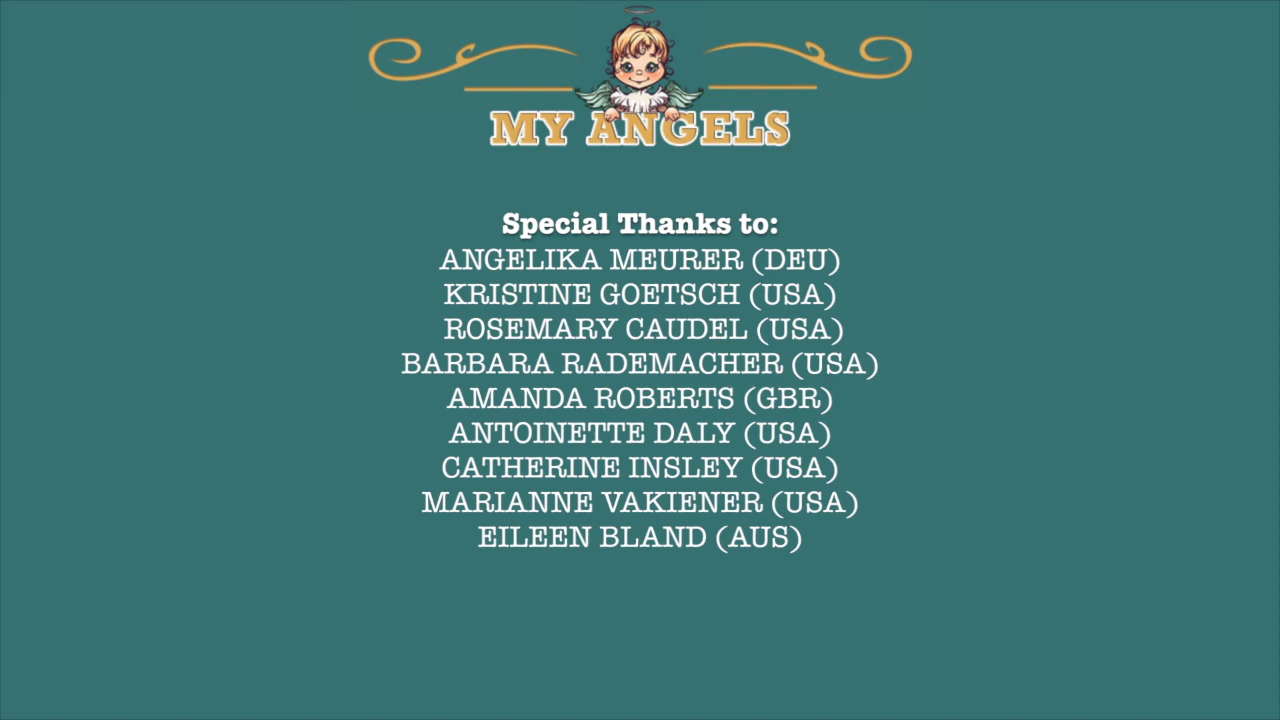 MY ANGELS
Special Thanks to:
ANGELIKA MEURER (DEU)
KRISTINE GOETSCH (USA)
ROSEMARY CAUDEL (USA)
BARBARA RADEMACHER (USA)
AMANDA ROBERTS (GBR)
ANTOINETTE DALY (USA)
CATHERINE INSLEY (USA)
MARIANNE VAKIENER (USA)
EILEEN BLAND (AUS)